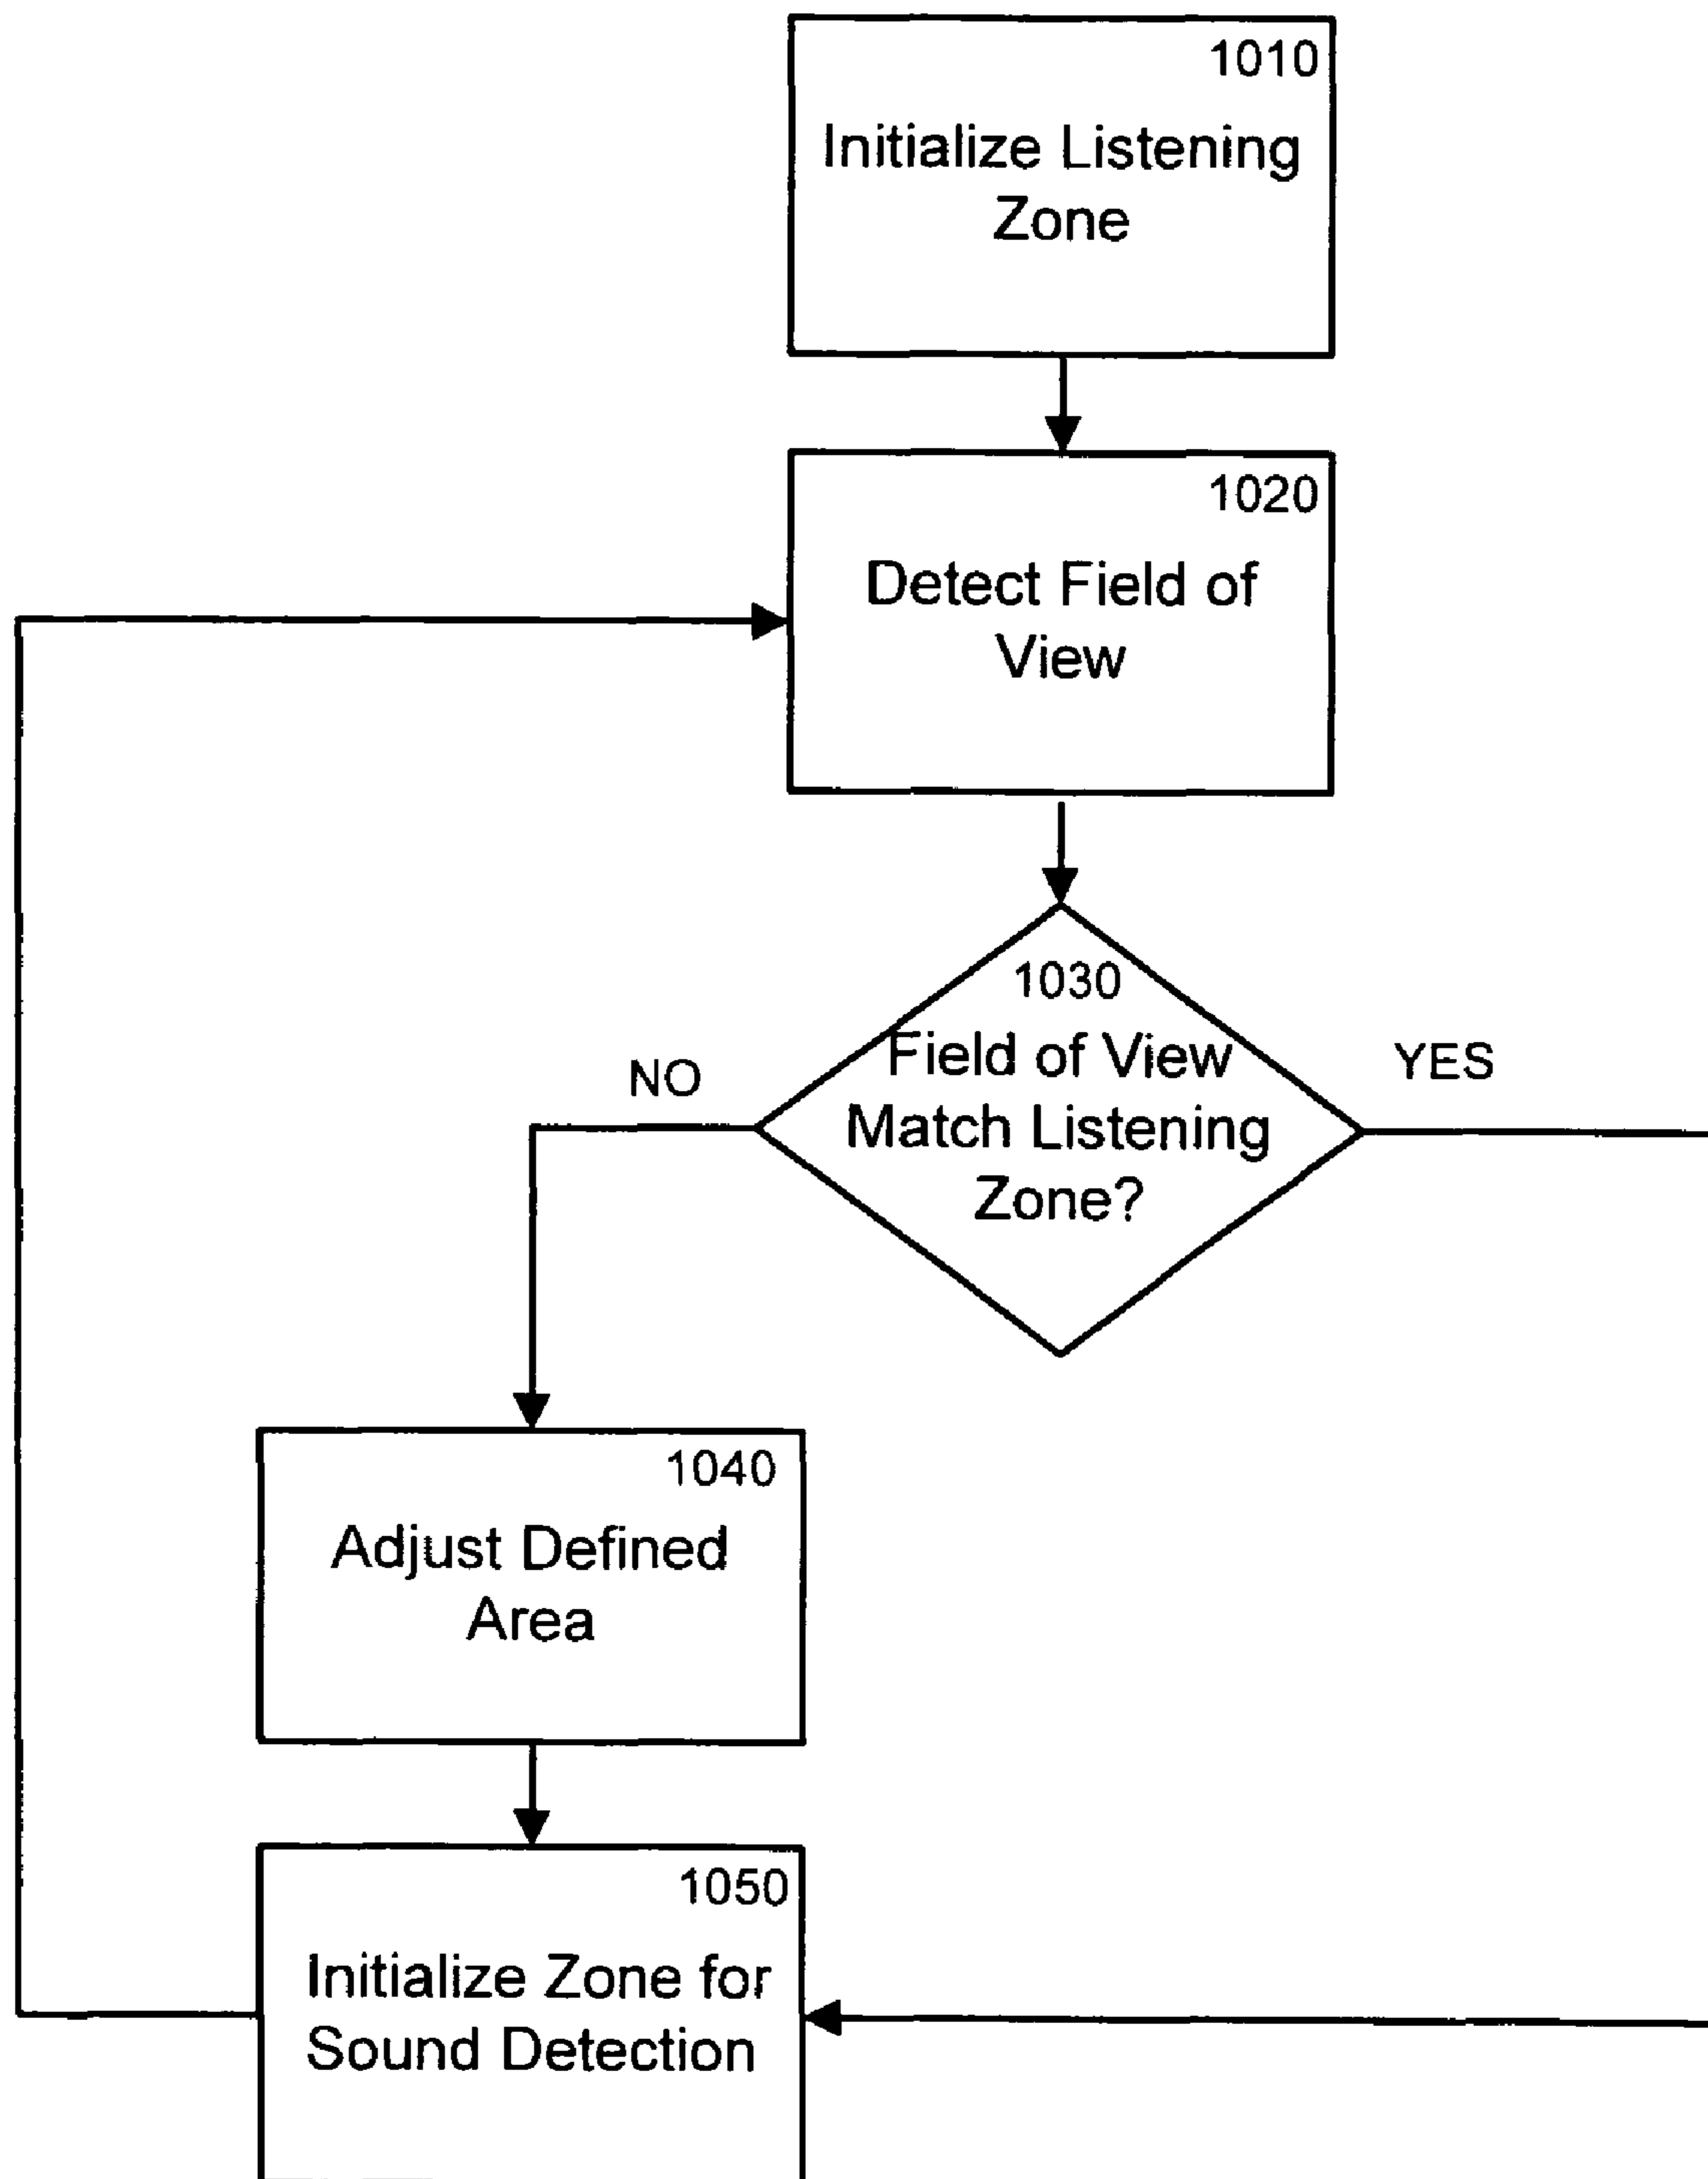 1010
Initialize Listening
Zone
1020
Detect Field of
View
1030
Field of View
Match Listening
Zone?
NO
YES
1040
Adjust Defined
Area
1050
Initialize Zone for
Sound Detection